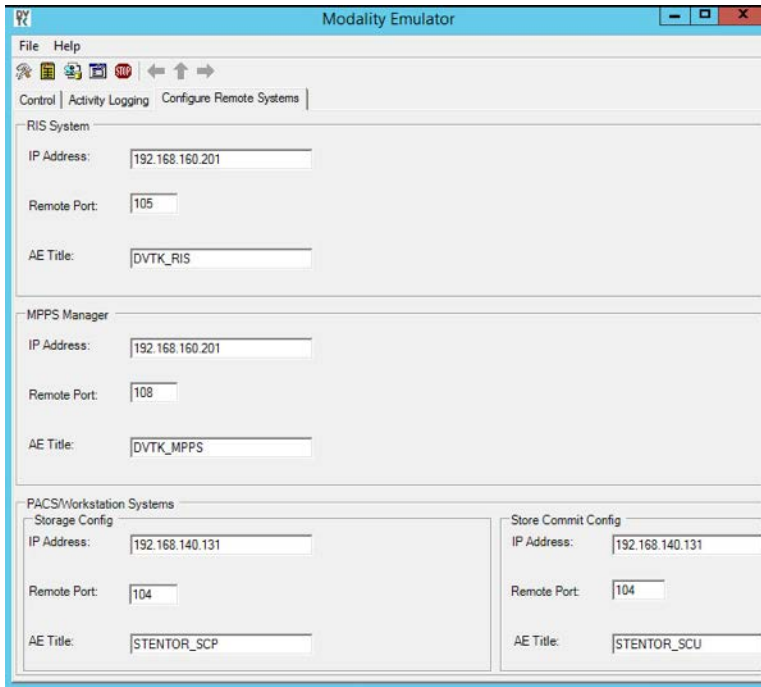 Modality Emulator
File Help
STOP
Control Activity Logging Configure Remote Systems
RIS System
IP Address: 192.168.160.201
Remote Port: 105
AE Title: DVTK_RIS
MPPS Manager
IP Address: 192.168.160.201
Remote Port: 108
AE Title: DVTK_MPPS
PACS/Workstation Systems
Storage Config Store Commit Config
IP Address: 192.168.140.131 IP Address: 192.168.140.131
Remote Port: 104 Remote Port: 104
AE Title: STENTOR_SCP AE Title: STENTOR_SCU